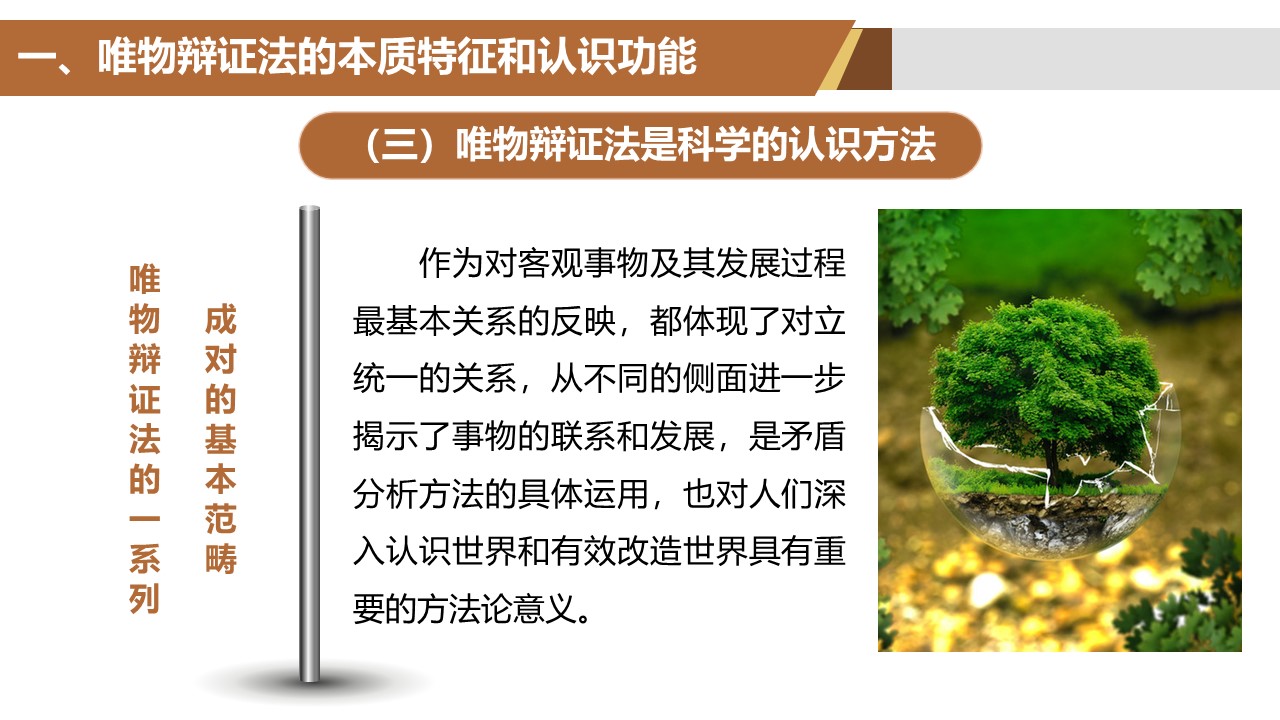 一、唯物辩证法的本质特征和认识功能
（三）唯物辩证法是科学的认识方法
唯物辩证法的一系列
成对的基本范畴
作为对客观事物及其发展过程
最基本关系的反映，都体现了对立
统一的关系，从不同的侧面进一步
揭示了事物的联系和发展，是矛盾
分析方法的具体运用，也对人们深
入认识世界和有效改造世界具有重
要的方法论意义。